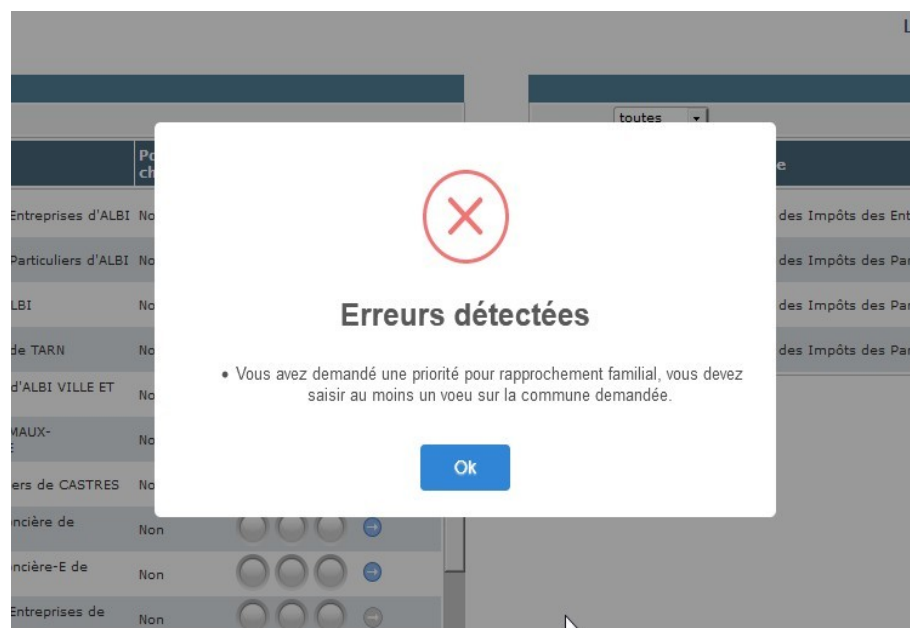 L
toutes
Po
ch
e
Entreprises d'ALBI No
des Impôts des Ent
Particuliers d'ALBI No
des Impôts des Par
LBI No
des Impôts des Par
de TARN No
des Impôts des Par
Erreurs détectées
• Vous avez demandé une priorité pour rapprochement familial, vous devez
saisir au moins un voeu sur la commune demandée.
Ok
d'ALBI VILLE ET No
MAUX- No
ers de CASTRES No
ncière de Non
ncière-E de Non
Entreprises de Non